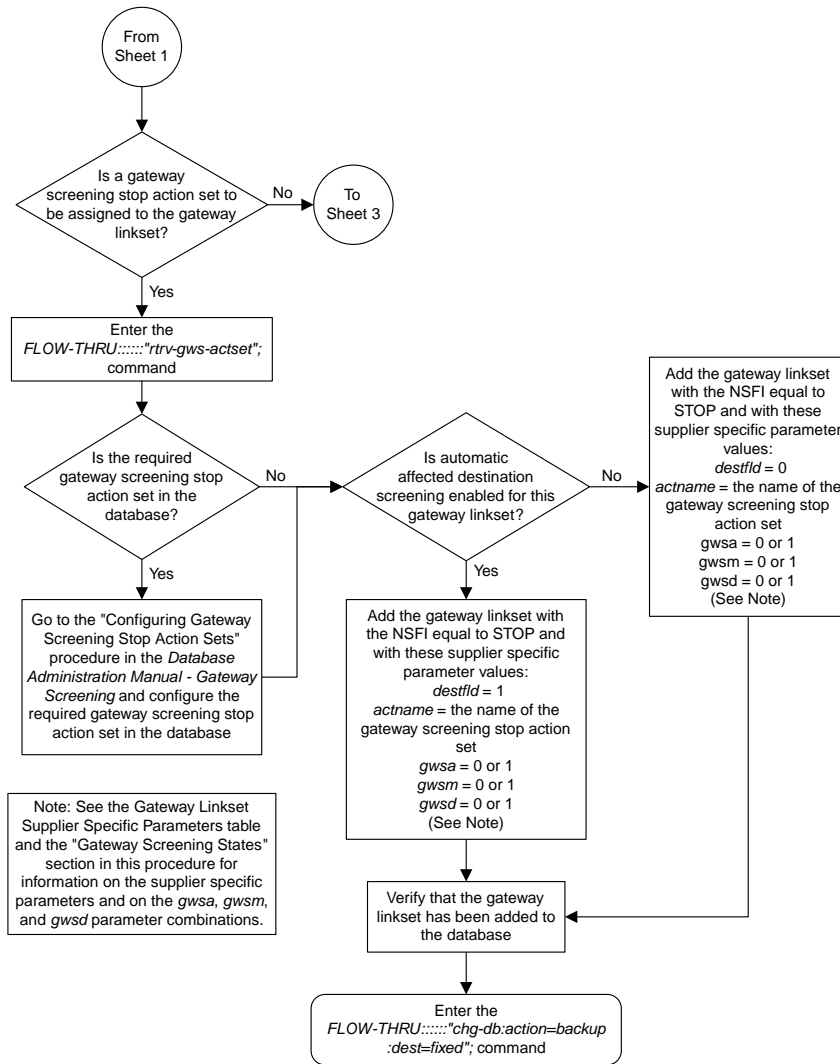 From
Sheet 1
Is a gateway
screening stop action set to
be assigned to the gateway
linkset?
No
To
Sheet 3
Yes
Enter the
FLOW-THRU::::::"rtrv-gws-actset";
command
Is the required
gateway screening stop
action set in the
database?
No
Yes
Go to the "Configuring Gateway
Screening Stop Action Sets"
procedure in the Database
Administration Manual - Gateway
Screening and configure the
required gateway screening stop
action set in the database
Is automatic
affected destination
screening enabled for this
gateway linkset?
No
Yes
Add the gateway linkset
with the NSFI equal to
STOP and with these
supplier specific parameter
values:
destfld = 0
actname = the name of the
gateway screening stop
action set
gwsa = 0 or 1
gwsm = 0 or 1
gwsd = 0 or 1
(See Note)
Add the gateway linkset with
the NSFI equal to STOP and
with these supplier specific
parameter values:
destfld = 1
actname = the name of the
gateway screening stop action
set
gwsa = 0 or 1
gwsm = 0 or 1
gwsd = 0 or 1
(See Note)
Note: See the Gateway Linkset
Supplier Specific Parameters table
and the "Gateway Screening States"
section in this procedure for
information on the supplier specific
parameters and on the gwsa, gwsm,
and gwsd parameter combinations.
Verify that the gateway
linkset has been added to
the database
Enter the
FLOW-THRU::::::"chg-db:action=backup
:dest=fixed"; command